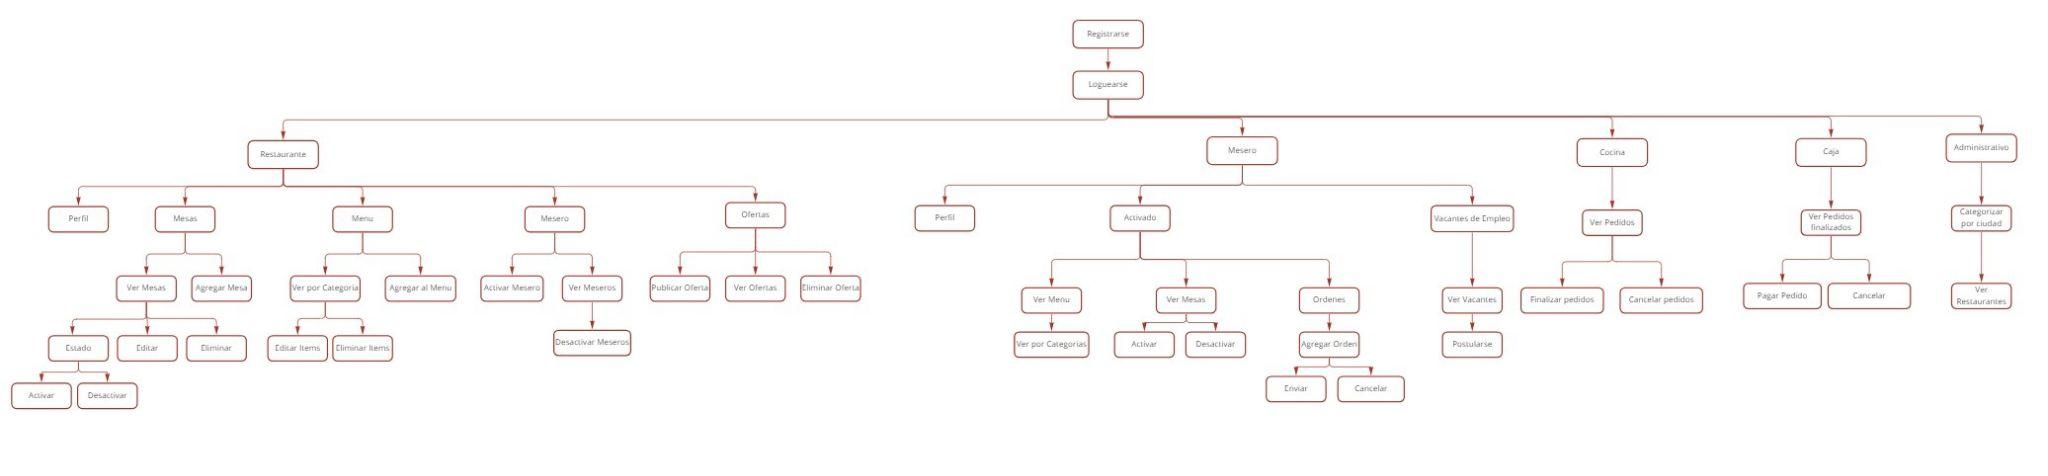 Registrarse
Loguearse
Restaurante
Mesero
Cocina
Caja
Administrativo
Perfil
Mesas
Menu
Mesero
Ofertas
Perfil
Activado
Vacantes de Empleo
Ver Pedidos
Ver Pedidos
finalizados
Categorizar
por ciudad
Ver Mesas
Agregar Mesa
Ver por Categoria
Agregar al Menu
Activar Mesero
Ver Meseros
Publicar Oferta
Ver Ofertas
Eliminar Oferta
Ver Menu
Ver Mesas
Ordenes
Ver Vacantes
Finalizar pedidos
Cancelar pedidos
Pagar Pedido
Cancelar
Ver
Restaurantes
Estado
Editar
Eliminar
Editar Items
Eliminar Items
Desactivar Meseros
Ver por Categorias
Activar
Desactivar
Agregar Orden
Postularse
Activar
Desactivar
Enviar
Cancelar